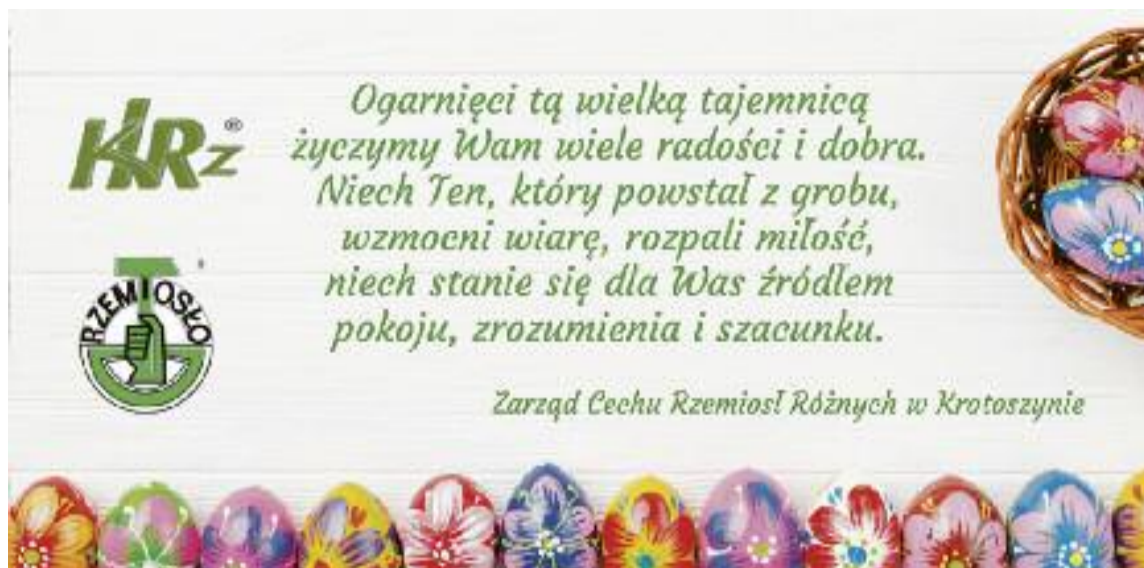 KRz®
Ogarnięci tą wielką tajemnicą
życzymy Wam wiele radości i dobra.
Niech Ten, który powstał z grobu,
wzmocni wiarę, rozpali miłość,
niech stanie się dla Was źródłem
pokoju, zrozumienia i szacunku.
RZEMIOSŁO
Zarząd Cechu Rzemiosł Różnych w Krotoszynie